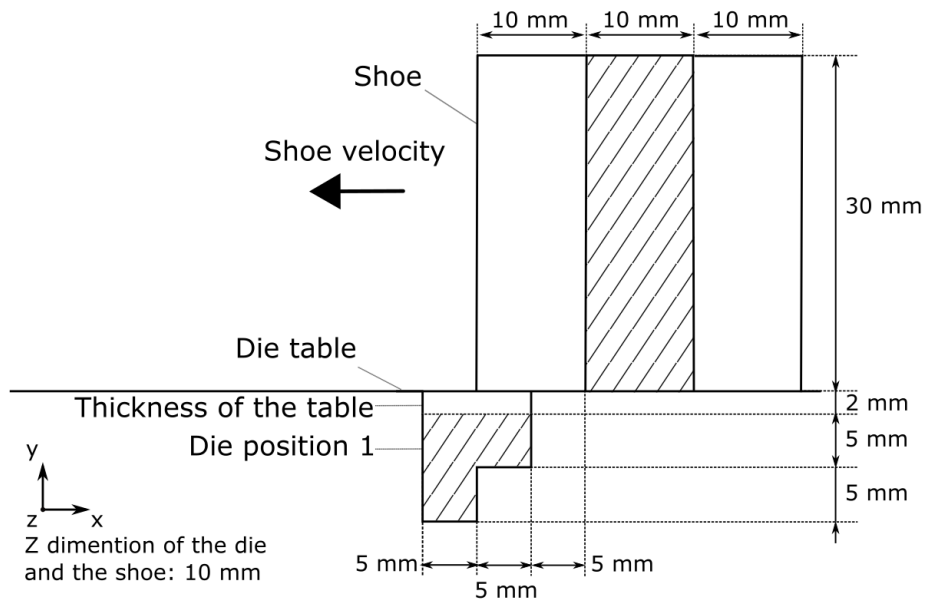 10 mm 10 mm 10 mm
Shoe
Shoe velocity
30 mm
Die table
Thickness of the table
2 mm
Die position 1
5 mm
y
5 mm
z x
Z dimention of the die
and the shoe: 10 mm
5 mm 5 mm
5 mm